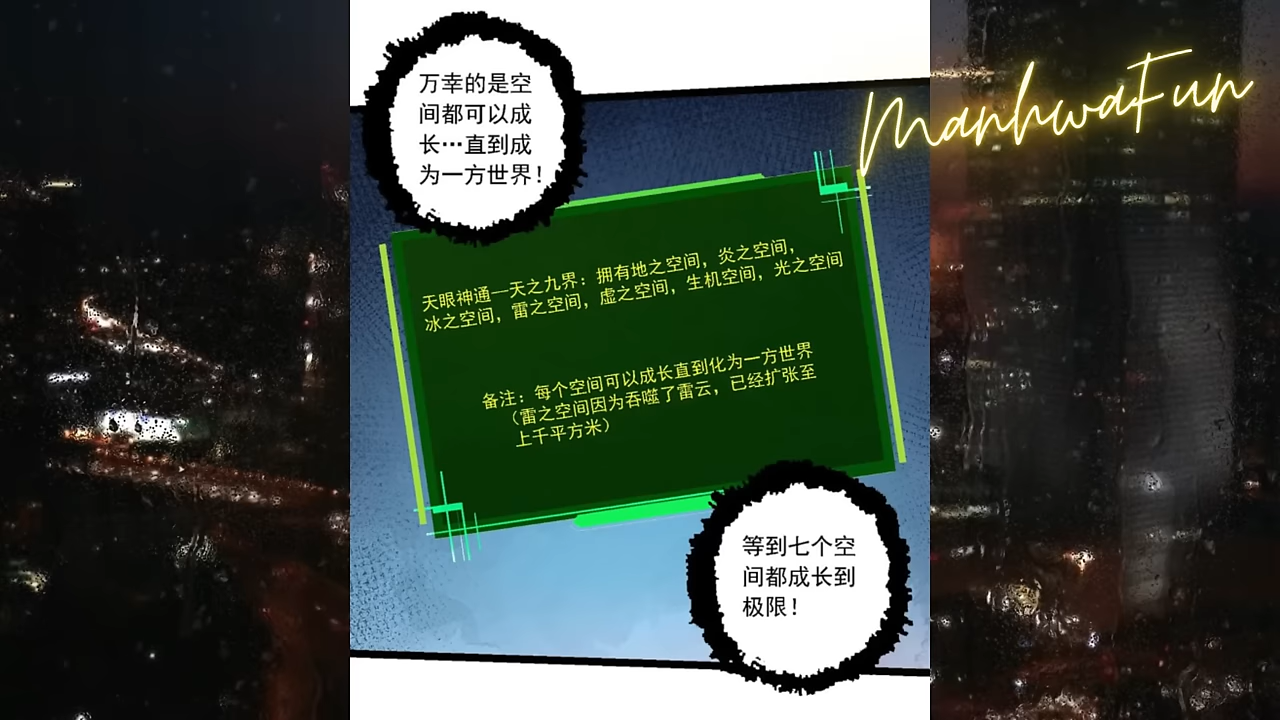 万幸的是空
间都可以成
长…直到成
为一方世界！
ManhwaFun
天眼神通—天之九界：拥有地之空间，炎之空间，
冰之空间，雷之空间，虚之空间，生机空间，光之空间
备注：每个空间可以成长直到化为一方世界
（雷之空间因为吞噬了雷云，已经扩张至
上千平方米）
等到七个空
间都成长到
极限！